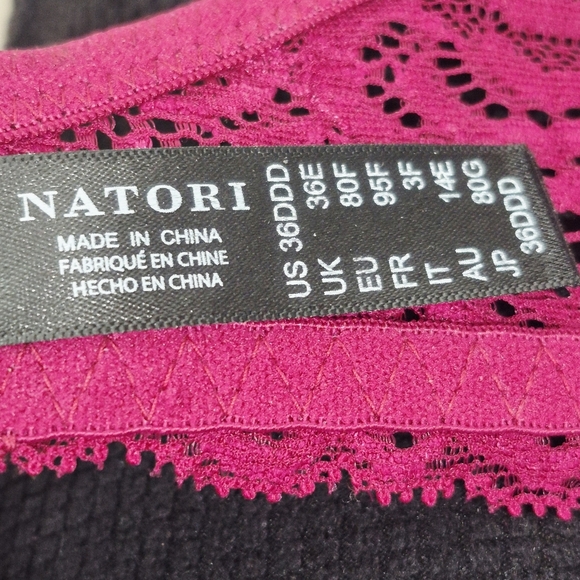 NATORI
MADE IN CHINA
FABRIQUÉ EN CHINE
HECHO EN CHINA
US 36DDD
UK 36E
EU 80F
FR 95F
IT 3F
AU 14E
JP 80G
36DDD